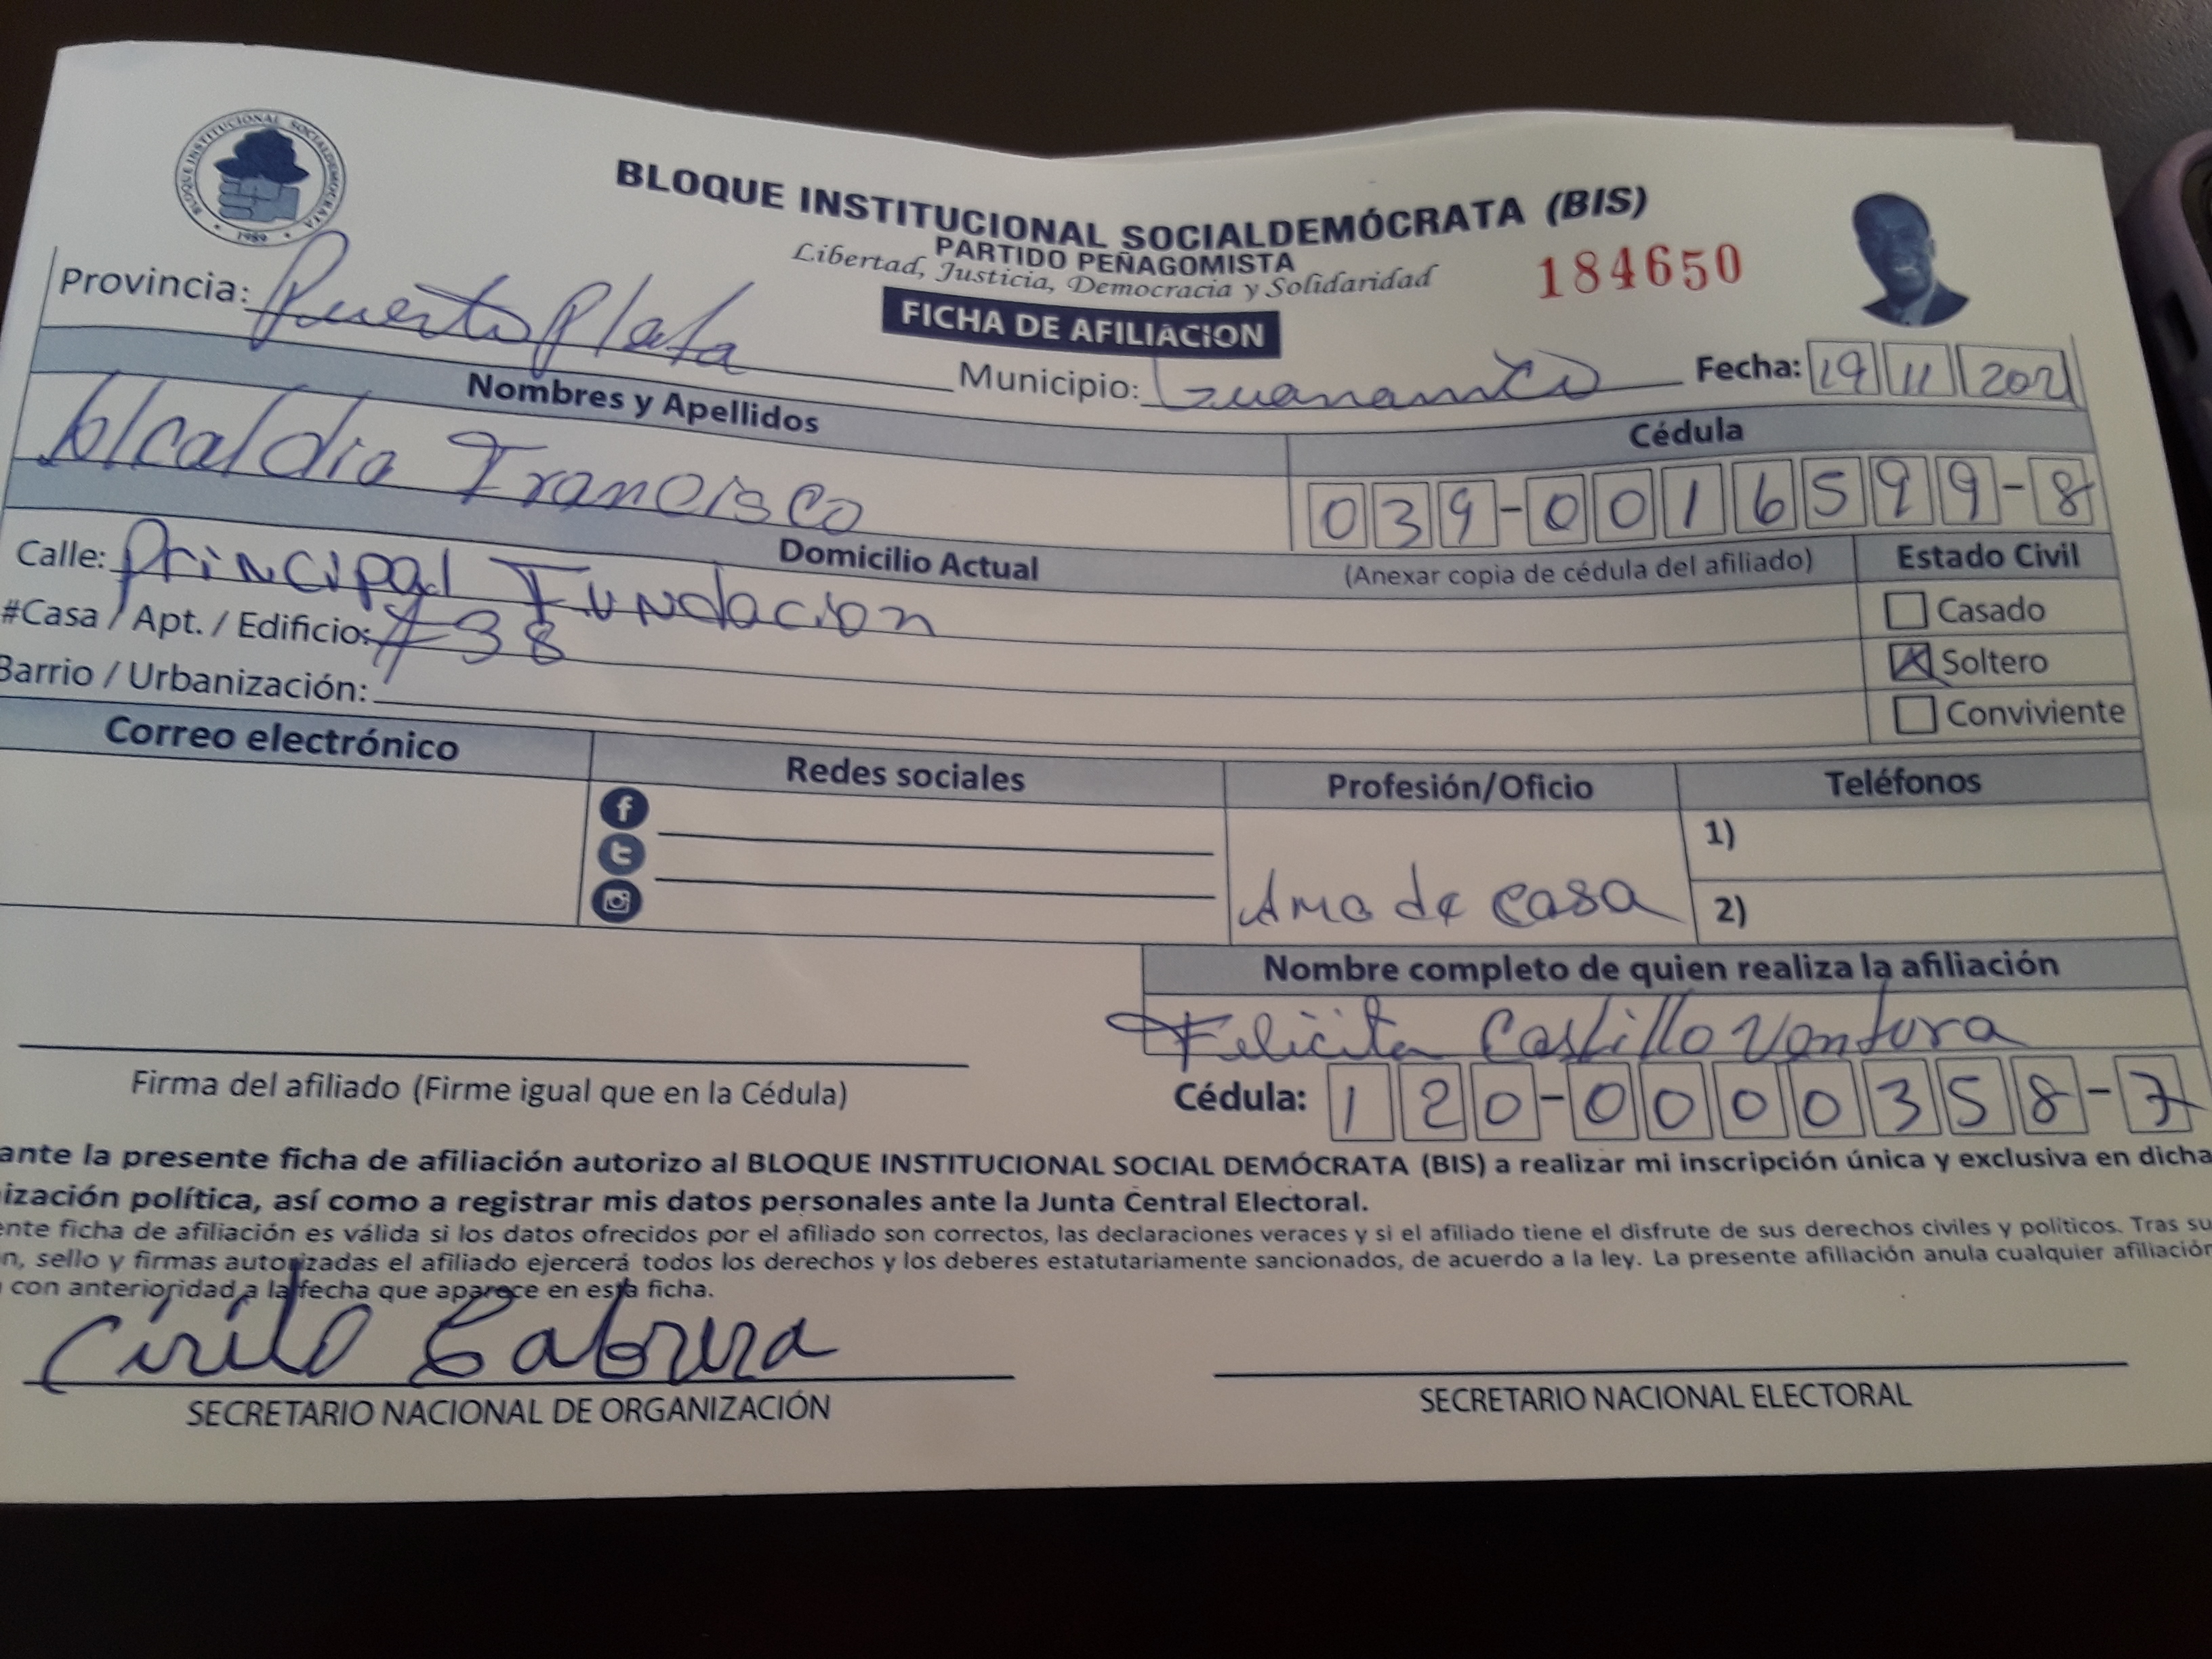 BLOQUE INSTITUCIONAL SOCIALDEMOCRATA
1989
BLOQUE INSTITUCIONAL SOCIALDEMÓCRATA (BIS)
PARTIDO PEÑAGOMISTA
Libertad, Justicia, Democracia y Solidaridad
184650
FICHA DE AFILIACION
Provincia: Puerto Plata Municipio: Guananico Fecha: 19 11 2021
Nombres y Apellidos Cédula
Alcaldia Francisco 039-0016599-8
Domicilio Actual (Anexar copia de cédula del afiliado) Estado Civil
Calle: Principal Fundacion Casado
#Casa / Apt. / Edificio: #38 Soltero
Barrio / Urbanización: Conviviente
Correo electrónico Redes sociales Profesión/Oficio Teléfonos
1)
Ama de casa 2)
Nombre completo de quien realiza la afiliación
Felicita Castillo Ventura
Firma del afiliado (Firme igual que en la Cédula) Cédula: 120-0000358-7
ante la presente ficha de afiliación autorizo al BLOQUE INSTITUCIONAL SOCIAL DEMÓCRATA (BIS) a realizar mi inscripción única y exclusiva en dicha
ización política, así como a registrar mis datos personales ante la Junta Central Electoral.
ente ficha de afiliación es válida si los datos ofrecidos por el afiliado son correctos, las declaraciones veraces y si el afiliado tiene el disfrute de sus derechos civiles y políticos. Tras su
n, sello y firmas autorizadas el afiliado ejercerá todos los derechos y los deberes estatutariamente sancionados, de acuerdo a la ley. La presente afiliación anula cualquier afiliación
con anterioridad a la fecha que aparece en esta ficha.
Cirilo Cabrera
SECRETARIO NACIONAL DE ORGANIZACIÓN SECRETARIO NACIONAL ELECTORAL